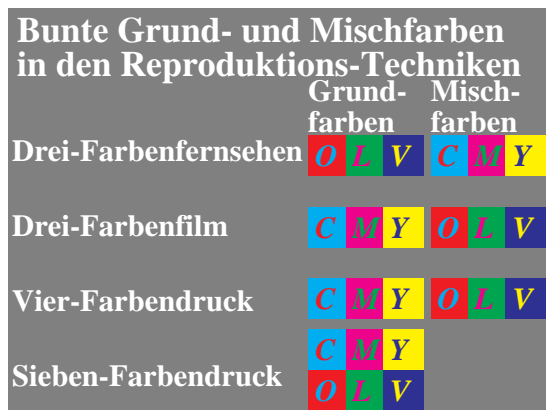 Bunte Grund- und Mischfarben
in den Reproduktions-Techniken
Grund- Misch-
farben farben
Drei-Farbenfernsehen O L V C M Y
Drei-Farbenfilm C M Y O L V
Vier-Farbendruck C M Y O L V
C M Y
Sieben-Farbendruck
O L V